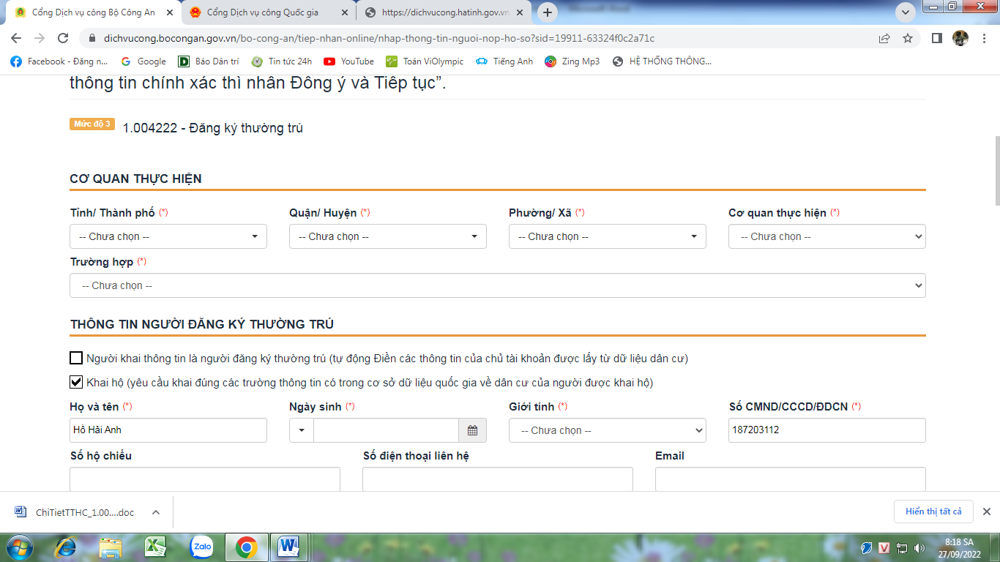 Cổng Dịch vụ công Bộ Công An
Cổng Dịch vụ công Quốc gia
https://dichvucong.hatinh.gov.vn
Microsoft Word
dichvucong.bocongan.gov.vn/bo-cong-an/tiep-nhan-online/nhap-thong-tin-nguoi-nop-ho-so?sid=19911-63324f0c2a71c
Facebook - Đăng n... Google Báo Dân trí Tin tức 24h YouTube Toán ViOlympic Tiếng Anh Zing Mp3 HỆ THỐNG THÔNG...
thông tin chính xác thì nhân Đông ý và Tiêp tục”.
Mức độ 3 1.004222 - Đăng ký thường trú
CƠ QUAN THỰC HIỆN
Tỉnh/ Thành phố (*) Quận/ Huyện (*) Phường/ Xã (*) Cơ quan thực hiện (*)
-- Chưa chọn -- -- Chưa chọn -- -- Chưa chọn -- -- Chưa chọn --
Trường hợp (*)
-- Chưa chọn --
THÔNG TIN NGƯỜI ĐĂNG KÝ THƯỜNG TRÚ
Người khai thông tin là người đăng ký thường trú (tự động Điền các thông tin của chủ tài khoản được lấy từ dữ liệu dân cư)
Khai hộ (yêu cầu khai đúng các trường thông tin có trong cơ sở dữ liệu quốc gia về dân cư của người được khai hộ)
Họ và tên (*) Ngày sinh (*) Giới tính (*) Số CMND/CCCD/ĐDCN (*)
Hồ Hải Anh -- Chưa chọn -- 187203112
Số hộ chiếu Số điện thoại liên hệ Email
ChiTietTTHC_1.00....doc Hiển thị tất cả
Zalo
8:18 SA
27/09/2022